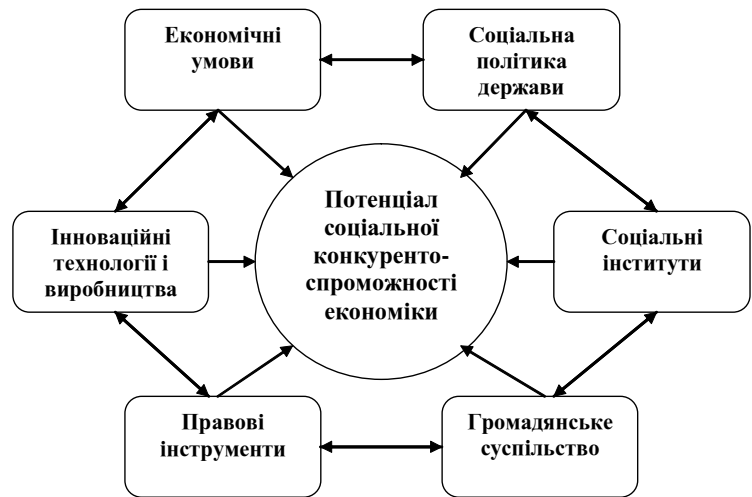 Економічні
умови
Соціальна
політика
держави
Потенціал
соціальної
конкуренто-
спроможності
економіки
Інноваційні
технології і
виробництва
Соціальні
інститути
Правові
інструменти
Громадянське
суспільство